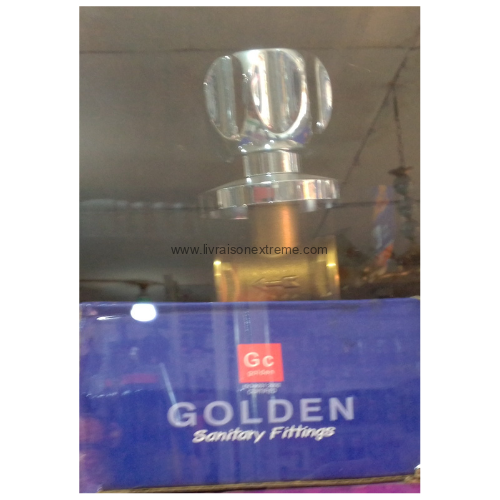 www.livraisonextreme.com
Gc
GOLDEN
Sanitary Fittings